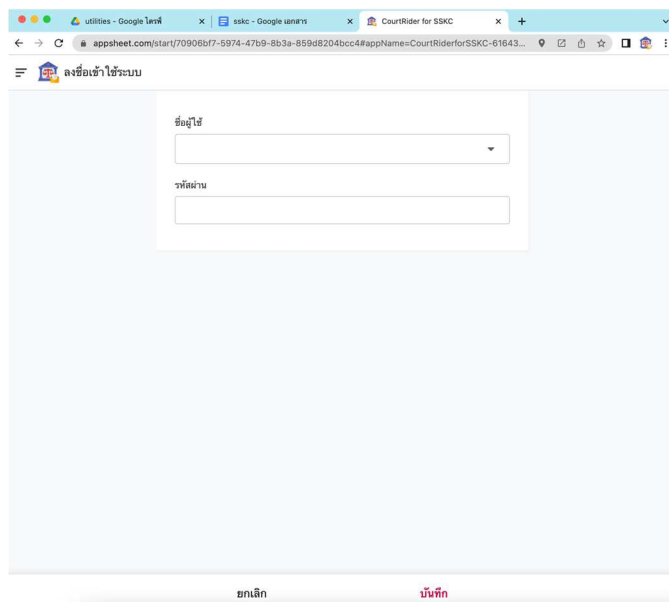 utilities - Google ไดรฟ์
sskc - Google เอกสาร
CourtRider for SSKC
appsheet.com/start/70906bf7-5974-47b9-8b3a-859d8204bcc4#appName=CourtRiderforSSKC-61643...
ลงชื่อเข้าใช้ระบบ
ชื่อผู้ใช้
รหัสผ่าน
ยกเลิก
บันทึก